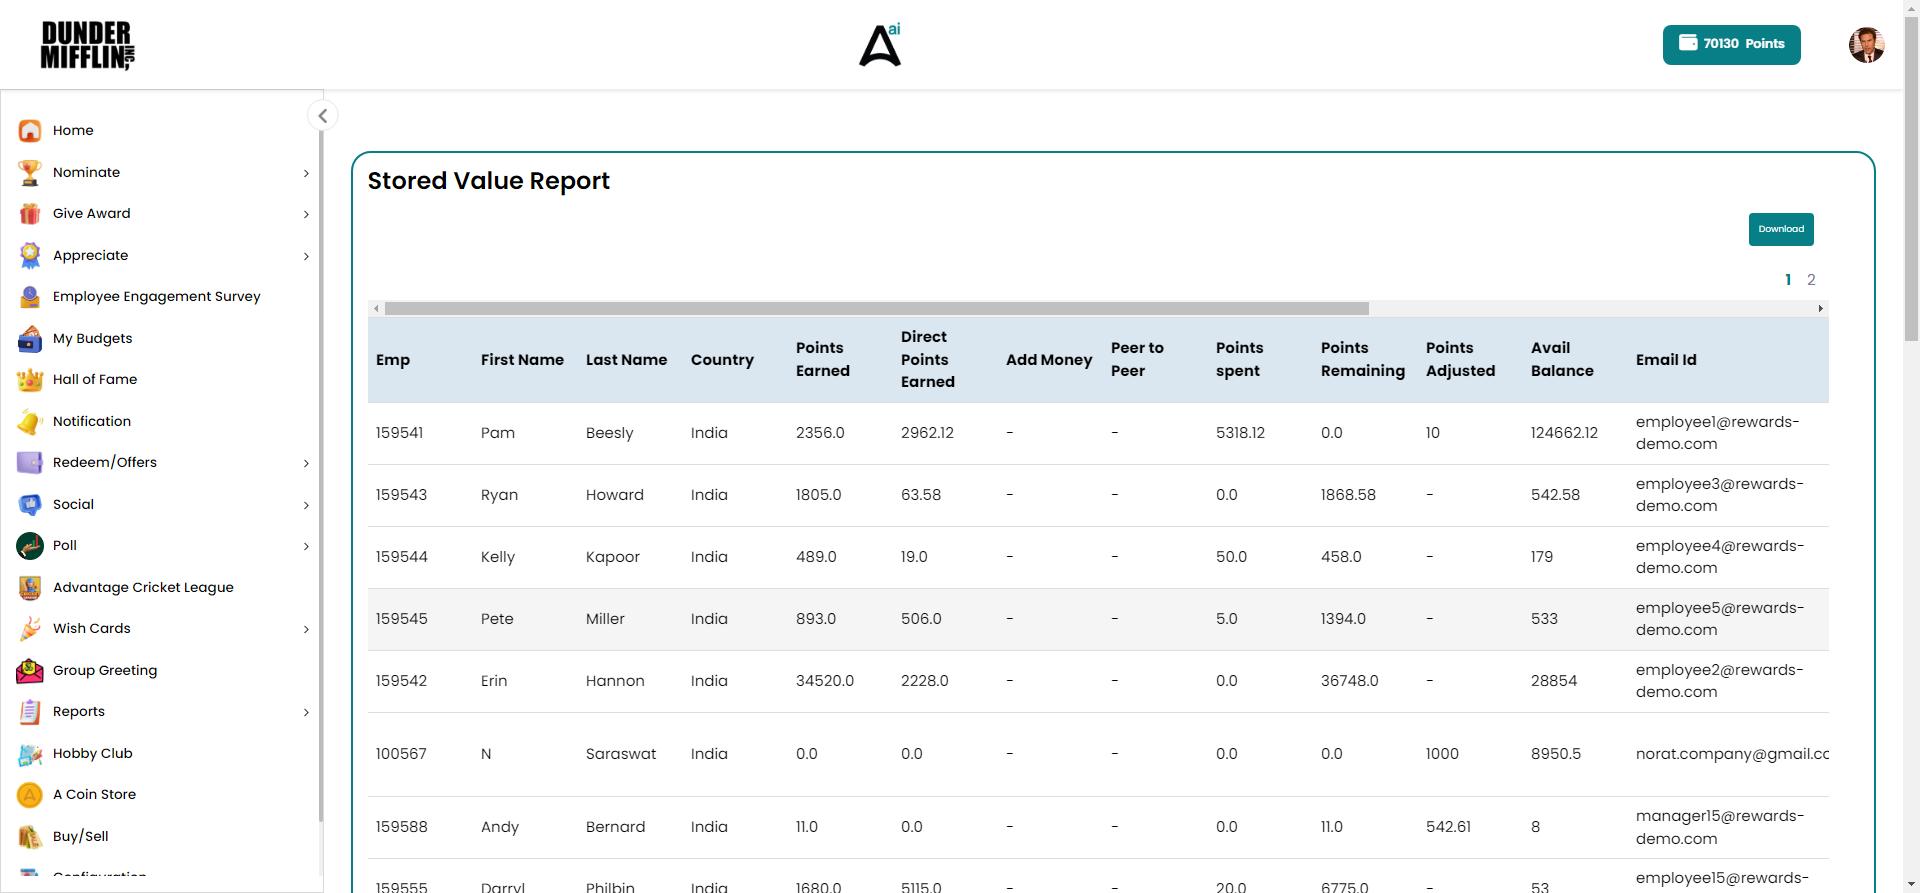 DUNDER
MIFFLIN, INC
A ai
70130 Points
Home
Nominate
Give Award
Appreciate
Employee Engagement Survey
My Budgets
Hall of Fame
Notification
Redeem/Offers
Social
Poll
Advantage Cricket League
Wish Cards
Group Greeting
Reports
Hobby Club
A Coin Store
Buy/Sell
Configuration
Stored Value Report
Download
1 2
Emp First Name Last Name Country Points Earned Direct Points Earned Add Money Peer to Peer Points spent Points Remaining Points Adjusted Avail Balance Email Id
159541 Pam Beesly India 2356.0 2962.12 - - 5318.12 0.0 10 124662.12 employee1@rewards-demo.com
159543 Ryan Howard India 1805.0 63.58 - - 0.0 1868.58 - 542.58 employee3@rewards-demo.com
159544 Kelly Kapoor India 489.0 19.0 - - 50.0 458.0 - 179 employee4@rewards-demo.com
159545 Pete Miller India 893.0 506.0 - - 5.0 1394.0 - 533 employee5@rewards-demo.com
159542 Erin Hannon India 34520.0 2228.0 - - 0.0 36748.0 - 28854 employee2@rewards-demo.com
100567 N Saraswat India 0.0 0.0 - - 0.0 0.0 1000 8950.5 norat.company@gmail.co
159588 Andy Bernard India 11.0 0.0 - - 0.0 11.0 542.61 8 manager15@rewards-demo.com
159555 Darryl Philbin India 1680.0 5115.0 - - 20.0 6775.0 - 53 employee15@rewards-